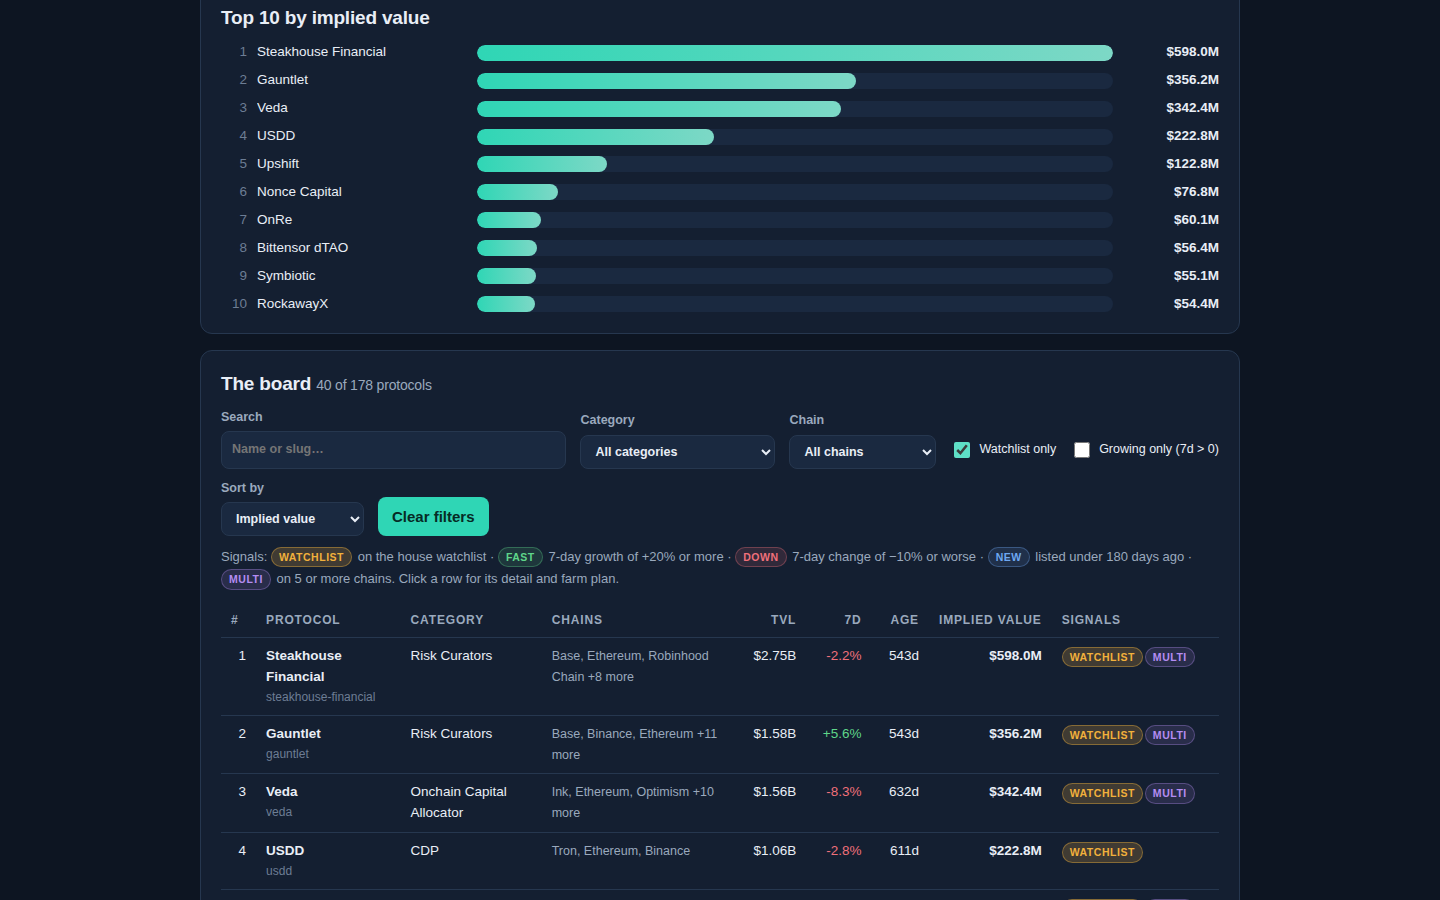 Top 10 by implied value
1 Steakhouse Financial $598.0M
2 Gauntlet $356.2M
3 Veda $342.4M
4 USDD $222.8M
5 Upshift $122.8M
6 Nonce Capital $76.8M
7 OnRe $60.1M
8 Bittensor dTAO $56.4M
9 Symbiotic $55.1M
10 RockawayX $54.4M
The board 40 of 178 protocols
Search Category Chain
Name or slug… All categories All chains Watchlist only Growing only (7d > 0)
Sort by
Implied value Clear filters
Signals: WATCHLIST on the house watchlist · FAST 7-day growth of +20% or more · DOWN 7-day change of −10% or worse · NEW listed under 180 days ago ·
MULTI on 5 or more chains. Click a row for its detail and farm plan.
# PROTOCOL CATEGORY CHAINS TVL 7D AGE IMPLIED VALUE SIGNALS
1 Steakhouse Risk Curators Base, Ethereum, Robinhood $2.75B -2.2% 543d $598.0M WATCHLIST MULTI
Financial Chain +8 more
steakhouse-financial
2 Gauntlet Risk Curators Base, Binance, Ethereum +11 $1.58B +5.6% 543d $356.2M WATCHLIST MULTI
gauntlet more
3 Veda Onchain Capital Ink, Ethereum, Optimism +10 $1.56B -8.3% 632d $342.4M WATCHLIST MULTI
veda Allocator more
4 USDD CDP Tron, Ethereum, Binance $1.06B -2.8% 611d $222.8M WATCHLIST
usdd